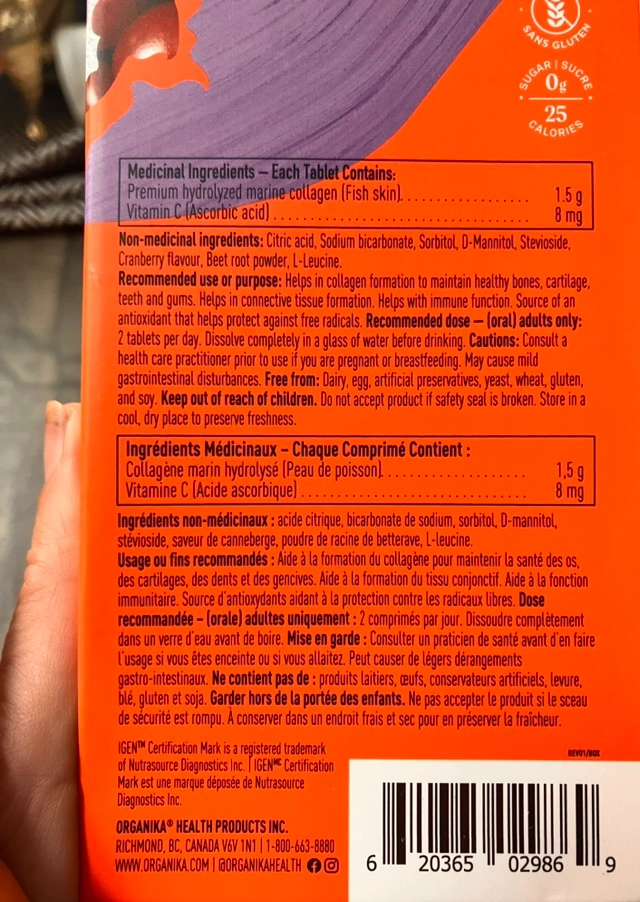 SANS GLUTEN
SUGAR | SUCRE
0g
25
CALORIES
Medicinal Ingredients – Each Tablet Contains:
Premium hydrolyzed marine collagen (Fish skin). . . . . . . . . . . . . . . 1.5 g
Vitamin C (Ascorbic acid) . . . . . . . . . . . . . . . . . . . . . . . . . . . . . . . 8 mg
Non-medicinal ingredients: Citric acid, Sodium bicarbonate, Sorbitol, D-Mannitol, Stevioside,
Cranberry flavour, Beet root powder, L-Leucine.
Recommended use or purpose: Helps in collagen formation to maintain healthy bones, cartilage,
teeth and gums. Helps in connective tissue formation. Helps with immune function. Source of an
antioxidant that helps protect against free radicals. Recommended dose – (oral) adults only:
2 tablets per day. Dissolve completely in a glass of water before drinking. Cautions: Consult a
health care practitioner prior to use if you are pregnant or breastfeeding. May cause mild
gastrointestinal disturbances. Free from: Dairy, egg, artificial preservatives, yeast, wheat, gluten,
and soy. Keep out of reach of children. Do not accept product if safety seal is broken. Store in a
cool, dry place to preserve freshness.
Ingrédients Médicinaux – Chaque Comprimé Contient :
Collagène marin hydrolysé (Peau de poisson). . . . . . . . . . . . . . . . . 1,5 g
Vitamine C (Acide ascorbique) . . . . . . . . . . . . . . . . . . . . . . . . . . . 8 mg
Ingrédients non-médicinaux : acide citrique, bicarbonate de sodium, sorbitol, D-mannitol,
stévioside, saveur de canneberge, poudre de racine de betterave, L-leucine.
Usage ou fins recommandés : Aide à la formation du collagène pour maintenir la santé des os,
des cartilages, des dents et des gencives. Aide à la formation du tissu conjonctif. Aide à la fonction
immunitaire. Source d'antioxydants aidant à la protection contre les radicaux libres. Dose
recommandée – (orale) adultes uniquement : 2 comprimés par jour. Dissoudre complètement
dans un verre d'eau avant de boire. Mise en garde : Consulter un praticien de santé avant d'en faire
l'usage si vous êtes enceinte ou si vous allaitez. Peut causer de légers dérangements
gastro-intestinaux. Ne contient pas de : produits laitiers, œufs, conservateurs artificiels, levure,
blé, gluten et soja. Garder hors de la portée des enfants. Ne pas accepter le produit si le sceau
de sécurité est rompu. À conserver dans un endroit frais et sec pour en préserver la fraîcheur.
IGEN™ Certification Mark is a registered trademark
of Nutrasource Diagnostics Inc. | IGENᴹᶜ Certification
Mark est une marque déposée de Nutrasource
Diagnostics Inc.
REV01/BOX
ORGANIKA® HEALTH PRODUCTS INC.
RICHMOND, BC, CANADA V6V 1N1 | 1-800-663-8880
WWW.ORGANIKA.COM | @ORGANIKAHEALTH
6 20365 02986 9